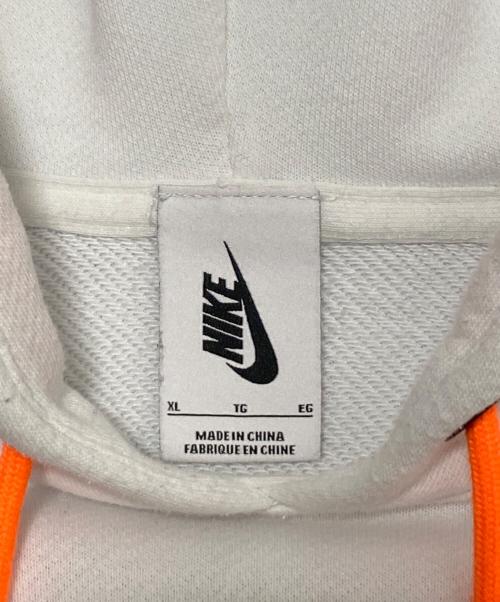 NIKE
XL TG EG
MADE IN CHINA
FABRIQUE EN CHINE